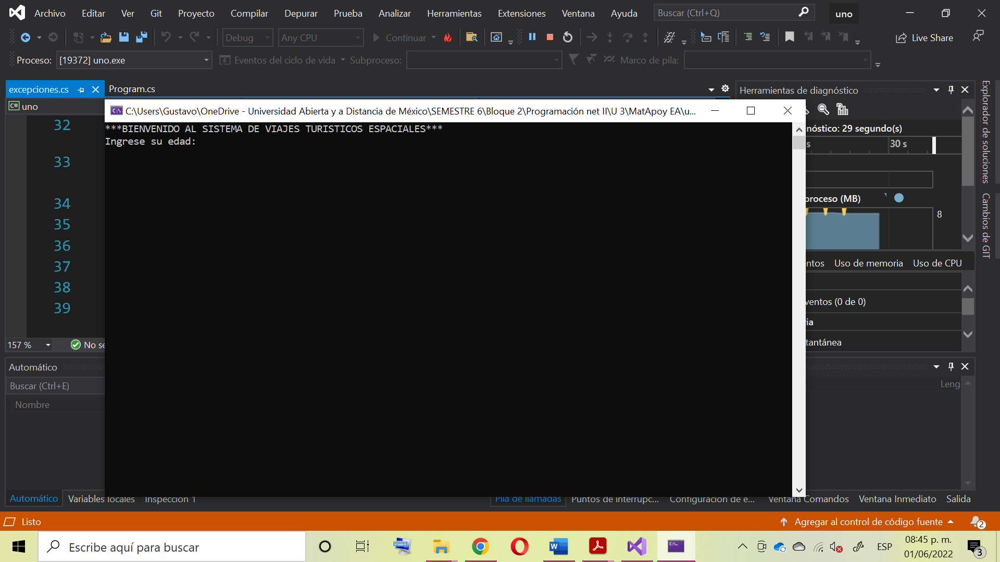 Archivo Editar Ver Git Proyecto Compilar Depurar Prueba Analizar Herramientas Extensiones Ventana Ayuda Buscar (Ctrl+Q) uno
Debug Any CPU Continuar Live Share
Proceso: [19372] uno.exe Eventos del ciclo de vida Subproceso: Marco de pila:
excepciones.cs Program.cs
Herramientas de diagnóstico
C# uno
C:\Users\Gustavo\OneDrive - Universidad Abierta y a Distancia de México\SEMESTRE 6\Bloque 2\Programación net II\U 3\MatApoy EA\u...
***BIENVENIDO AL SISTEMA DE VIAJES TURISTICOS ESPACIALES***
Ingrese su edad:
32
33
34
35
36
37
38
39
nóstico: 29 segundo(s)
s 30 s
proceso (MB)
8
ntos Uso de memoria Uso de CPU
ventos (0 de 0)
ria
tantánea
Explorador de soluciones
Cambios de GIT
157 % No se
Automático
Buscar (Ctrl+E)
Nombre
Leng
Automático Variables locales Inspección 1
Pila de llamadas Puntos de interrupc... Configuración de e... Ventana Comandos Ventana Inmediato Salida
Listo
Agregar al control de código fuente 2
Escribe aquí para buscar
ESP
08:45 p. m.
01/06/2022
3